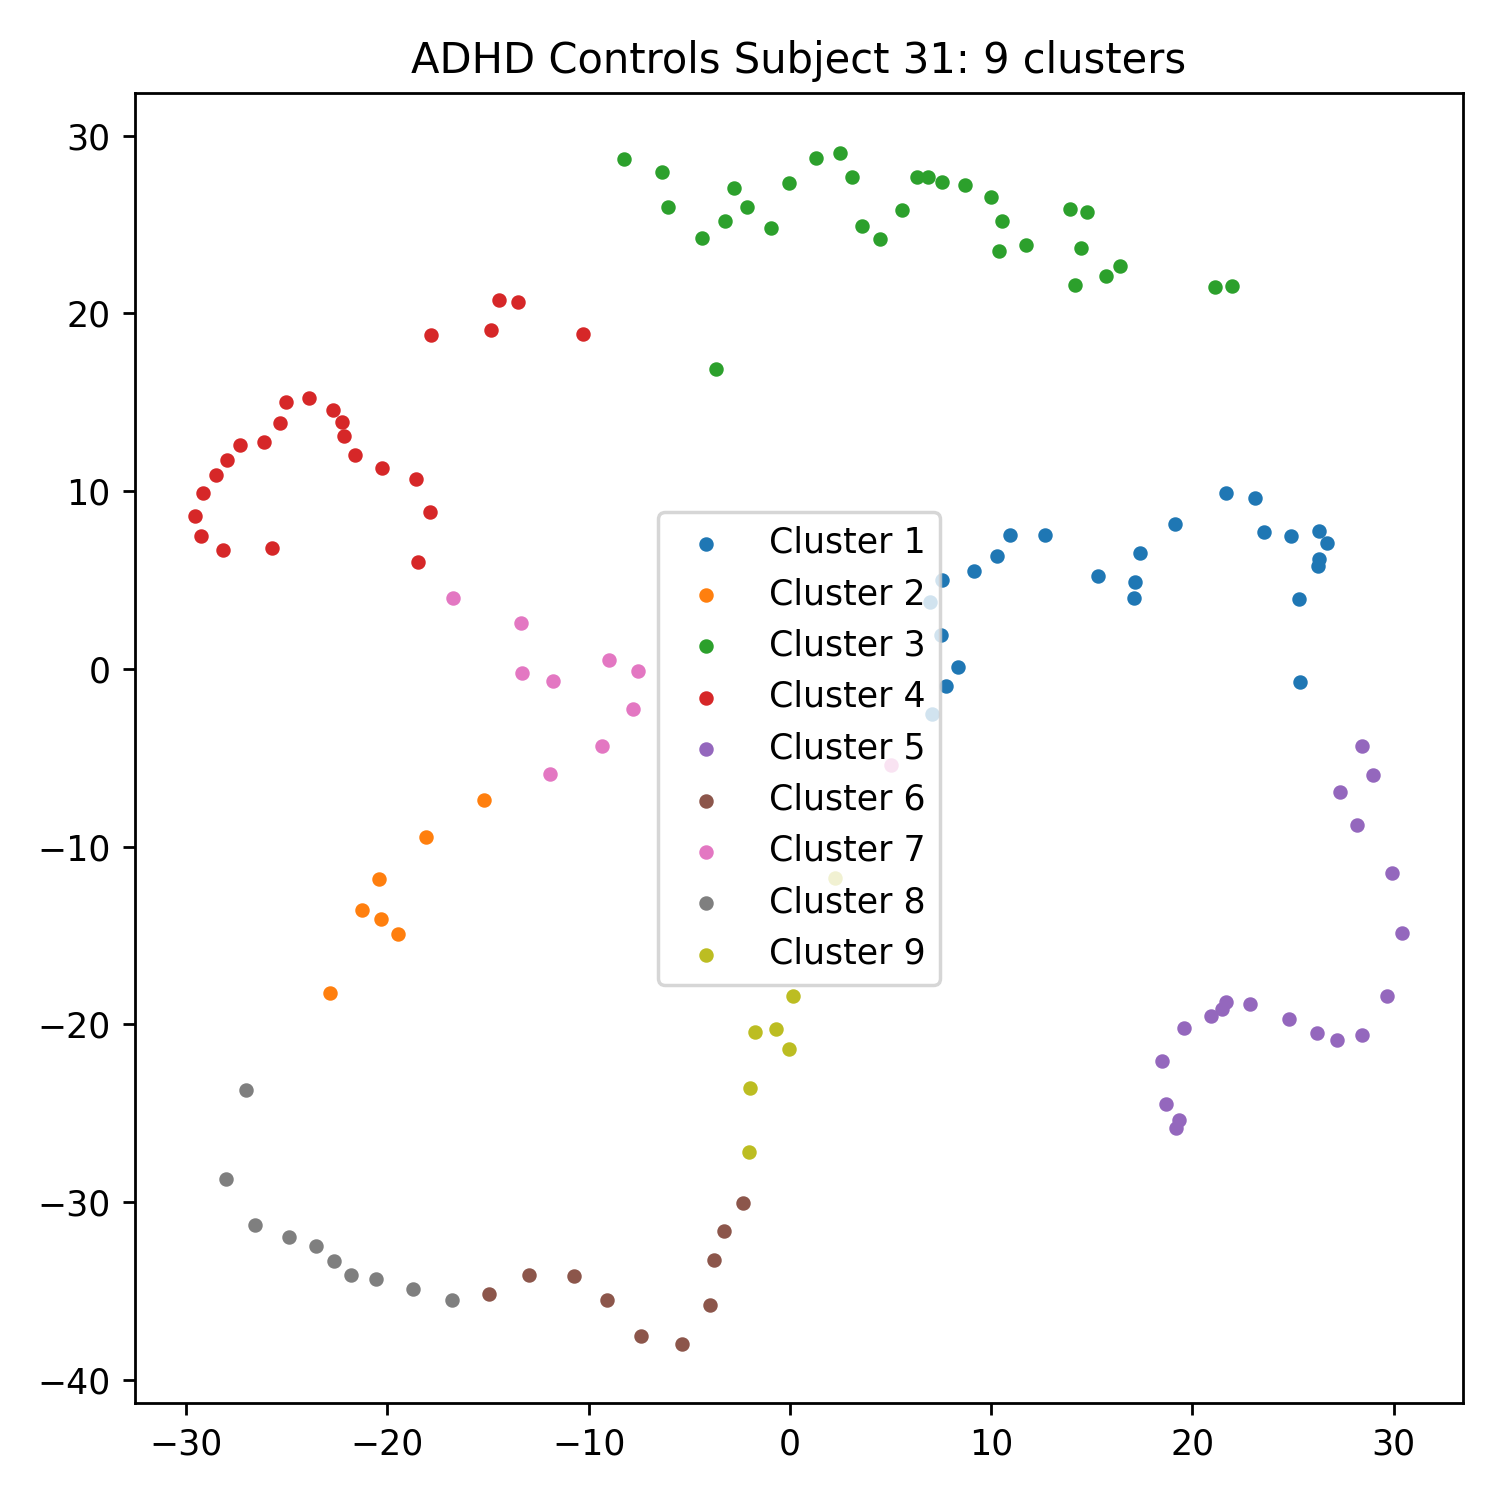 ADHD Controls Subject 31: 9 clusters
30
20
10
0
−10
−20
−30
−40
Cluster 1
Cluster 2
Cluster 3
Cluster 4
Cluster 5
Cluster 6
Cluster 7
Cluster 8
Cluster 9
−30 −20 −10 0 10 20 30